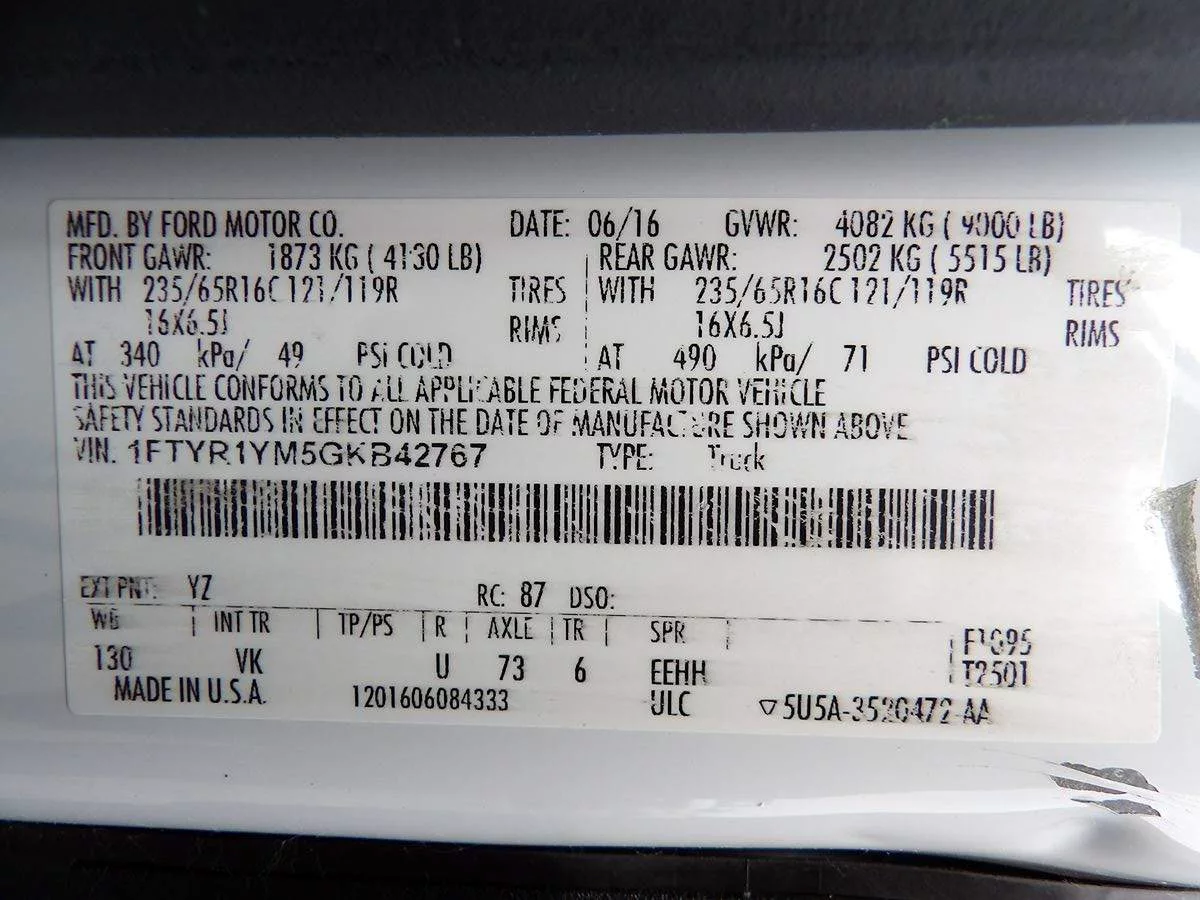 MFD. BY FORD MOTOR CO. DATE: 06/16 GVWR: 4082 KG ( 9000 LB)
FRONT GAWR: 1873 KG ( 4130 LB) REAR GAWR: 2502 KG ( 5515 LB)
WITH 235/65R16C 121/119R TIRES WITH 235/65R16C 121/119R TIRES
16X6.5J RIMS 16X6.5J RIMS
AT 340 kPa/ 49 PSI COLD AT 490 kPa/ 71 PSI COLD
THIS VEHICLE CONFORMS TO ALL APPLICABLE FEDERAL MOTOR VEHICLE
SAFETY STANDARDS IN EFFECT ON THE DATE OF MANUFACTURE SHOWN ABOVE
VIN: 1FTYR1YM5GKB42767 TYPE: Truck
EXT PNT: YZ RC: 87 DSO:
WB INT TR TP/PS R AXLE TR SPR F1095
130 VK U 73 6 EEHH T2501
MADE IN U.S.A. 1201606084333 ULC ▽5U5A-3520472-AA